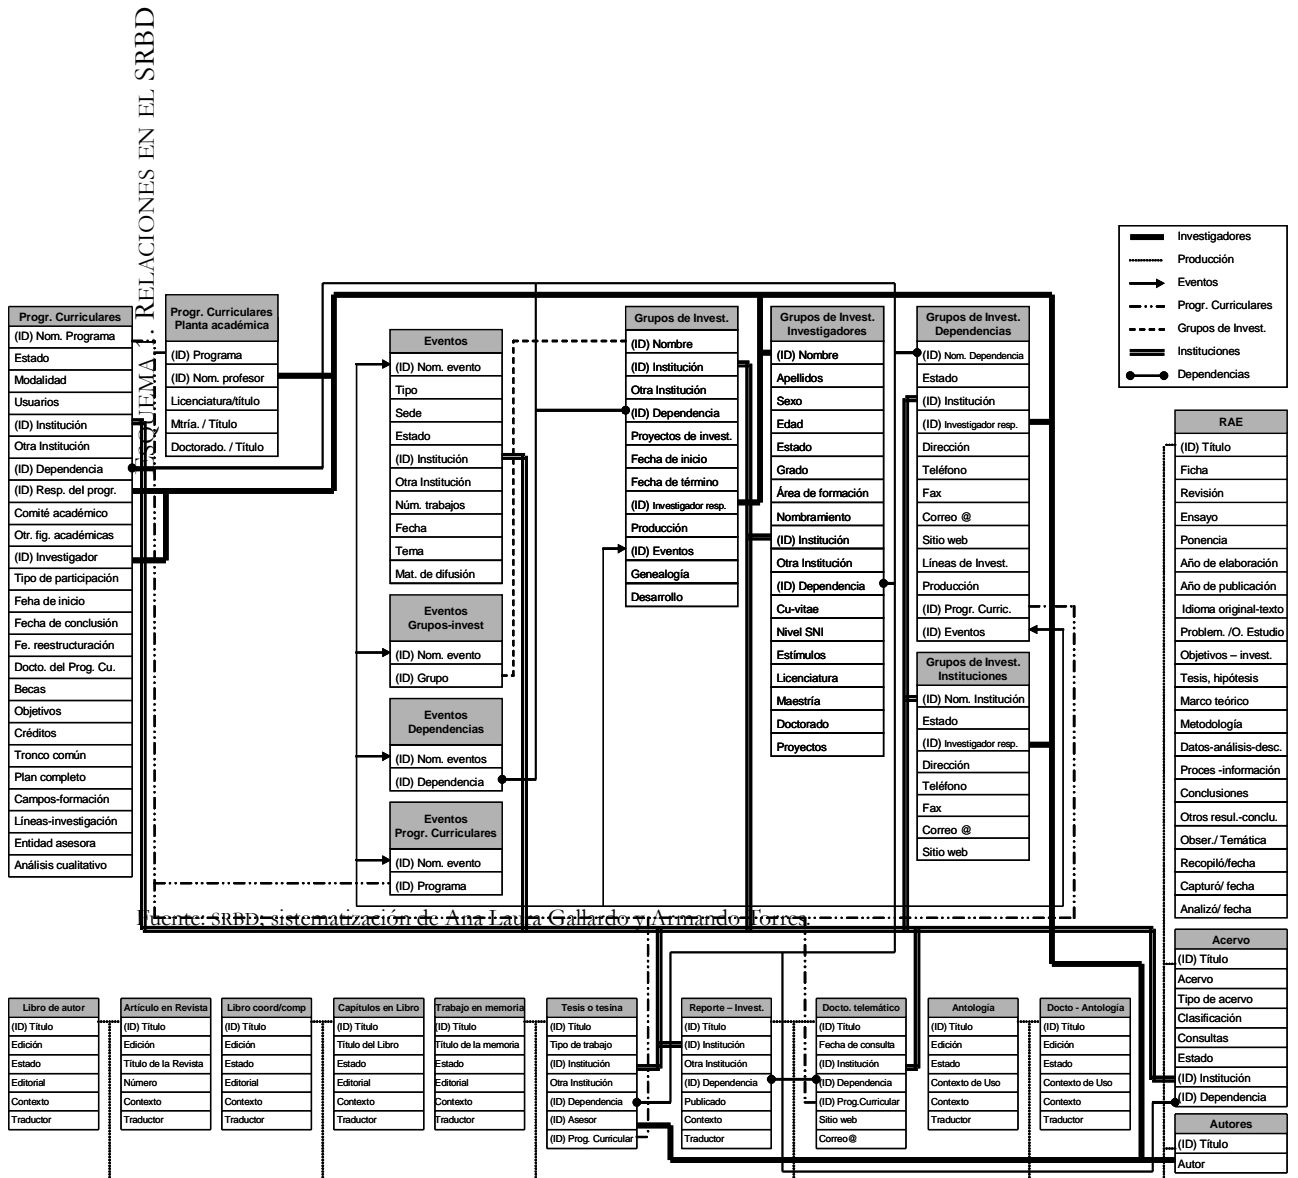 ESQUEMA 1. RELACIONES EN EL SRBD
Investigadores
Producción
Eventos
Progr. Curriculares
Grupos de Invest.
Instituciones
Dependencias
Progr. Curriculares
(ID) Nom. Programa
Estado
Modalidad
Usuarios
(ID) Institución
Otra Institución
(ID) Dependencia
(ID) Resp. del progr.
Comité académico
Otr. fig. académicas
(ID) Investigador
Tipo de participación
Feha de inicio
Fecha de conclusión
Fe. reestructuración
Docto. del Prog. Cu.
Becas
Objetivos
Créditos
Tronco común
Plan completo
Campos-formación
Líneas-investigación
Entidad asesora
Análisis cualitativo
Progr. Curriculares
Planta académica
(ID) Programa
(ID) Nom. profesor
Licenciatura/título
Mtría. / Título
Doctorado. / Título
Eventos
(ID) Nom. evento
Tipo
Sede
Estado
(ID) Institución
Otra Institución
Núm. trabajos
Fecha
Tema
Mat. de difusión
Eventos
Grupos-invest
(ID) Nom. evento
(ID) Grupo
Eventos
Dependencias
(ID) Nom. eventos
(ID) Dependencia
Eventos
Progr. Curriculares
(ID) Nom. evento
(ID) Programa
Grupos de Invest.
(ID) Nombre
(ID) Institución
Otra Institución
(ID) Dependencia
Proyectos de invest.
Fecha de inicio
Fecha de término
(ID) Investigador resp.
Producción
(ID) Eventos
Genealogía
Desarrollo
Grupos de Invest.
Investigadores
(ID) Nombre
Apellidos
Sexo
Edad
Estado
Grado
Área de formación
Nombramiento
(ID) Institución
Otra Institución
(ID) Dependencia
Cu-vitae
Nivel SNI
Estímulos
Licenciatura
Maestría
Doctorado
Proyectos
Grupos de Invest.
Dependencias
(ID) Nom. Dependencia
Estado
(ID) Institución
(ID) Investigador resp.
Dirección
Teléfono
Fax
Correo @
Sitio web
Líneas de Invest.
Producción
(ID) Progr. Curric.
(ID) Eventos
Grupos de Invest.
Instituciones
(ID) Nom. Institución
Estado
(ID) Investigador resp.
Dirección
Teléfono
Fax
Correo @
Sitio web
RAE
(ID) Título
Ficha
Revisión
Ensayo
Ponencia
Año de elaboración
Año de publicación
Idioma original-texto
Problem. /O. Estudio
Objetivos – invest.
Tesis, hipótesis
Marco teórico
Metodología
Datos-análisis-desc.
Proces -información
Conclusiones
Otros resul.-conclu.
Obser./ Temática
Recopiló/fecha
Capturó/ fecha
Analizó/ fecha
Acervo
(ID) Título
Acervo
Tipo de acervo
Clasificación
Consultas
Estado
(ID) Institución
(ID) Dependencia
Autores
(ID) Título
Autor
Fuente: SRBD, sistematización de Ana Laura Gallardo y Armando Torres.
Libro de autor
(ID) Título
Edición
Estado
Editorial
Contexto
Traductor
Artículo en Revista
(ID) Título
Edición
Título de la Revista
Número
Contexto
Traductor
Libro coord/comp
(ID) Título
Edición
Estado
Editorial
Contexto
Traductor
Capítulos en Libro
(ID) Título
Título del Libro
Estado
Editorial
Contexto
Traductor
Trabajo en memoria
(ID) Título
Título de la memoria
Estado
Editorial
Contexto
Traductor
Tesis o tesina
(ID) Título
Tipo de trabajo
(ID) Institución
Otra Institución
(ID) Dependencia
(ID) Asesor
(ID) Prog. Curricular
Reporte – Invest.
(ID) Título
(ID) Institución
Otra Institución
(ID) Dependencia
Publicado
Contexto
Traductor
Docto. telemático
(ID) Título
Fecha de consulta
(ID) Institución
(ID) Dependencia
(ID) Prog.Curricular
Sitio web
Correo@
Antología
(ID) Título
Edición
Estado
Contexto de Uso
Contexto
Traductor
Docto - Antología
(ID) Título
Edición
Estado
Contexto de Uso
Contexto
Traductor